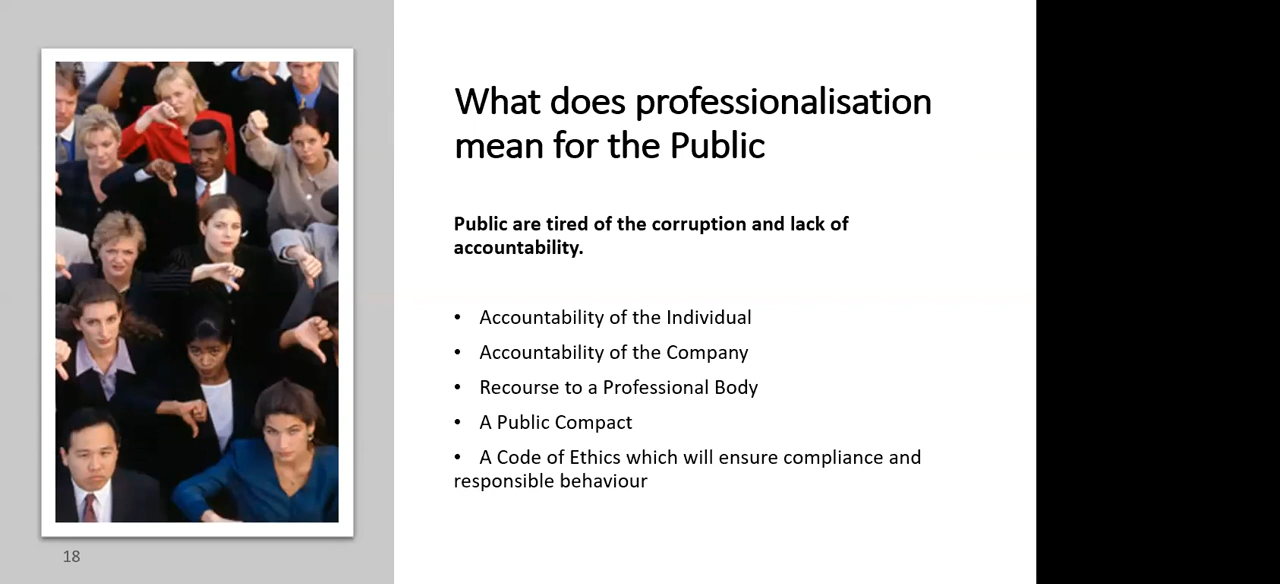 What does professionalisation
mean for the Public
Public are tired of the corruption and lack of
accountability.
• Accountability of the Individual
• Accountability of the Company
• Recourse to a Professional Body
• A Public Compact
• A Code of Ethics which will ensure compliance and
responsible behaviour
18